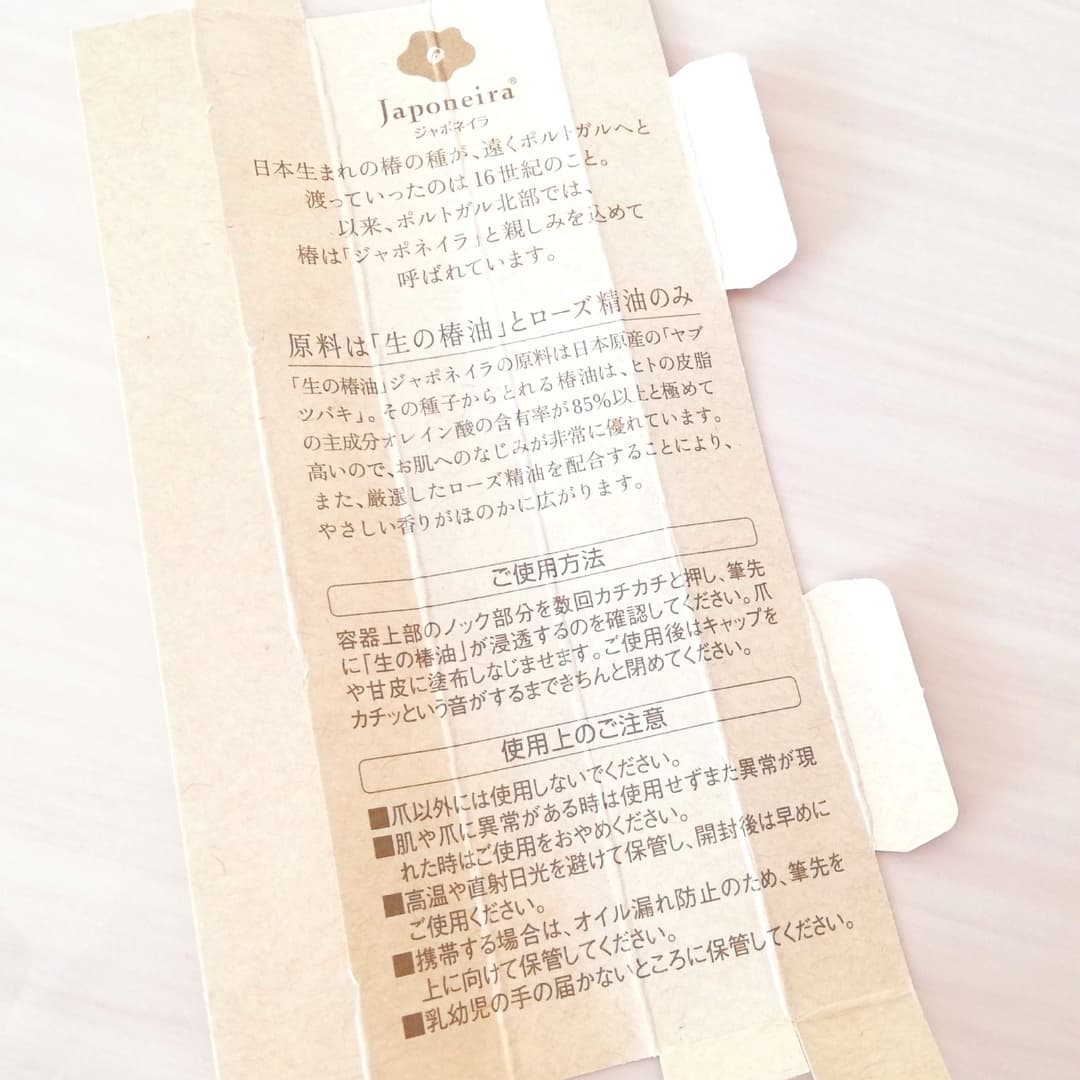 Japoneira®
ジャポネイラ
日本生まれの椿の種が、遠くポルトガルへと
渡っていったのは16世紀のこと。
以来、ポルトガル北部では、
椿は「ジャポネイラ」と親しみを込めて
呼ばれています。
原料は「生の椿油」とローズ精油のみ
「生の椿油」ジャポネイラの原料は日本原産の「ヤブ
ツバキ」。その種子からとれる椿油は、ヒトの皮脂
の主成分オレイン酸の含有率が85%以上と極めて
高いので、お肌へのなじみが非常に優れています。
また、厳選したローズ精油を配合することにより、
やさしい香りがほのかに広がります。
ご使用方法
容器上部のノック部分を数回カチカチと押し、筆先
に「生の椿油」が浸透するのを確認してください。爪
や甘皮に塗布しなじませます。ご使用後はキャップを
カチッという音がするまできちんと閉めてください。
使用上のご注意
■爪以外には使用しないでください。
■肌や爪に異常がある時は使用せずまた異常が現
れた時はご使用をおやめください。
■高温や直射日光を避けて保管し、開封後は早めに
ご使用ください。
■携帯する場合は、オイル漏れ防止のため、筆先を
上に向けて保管してください。
■乳幼児の手の届かないところに保管してください。